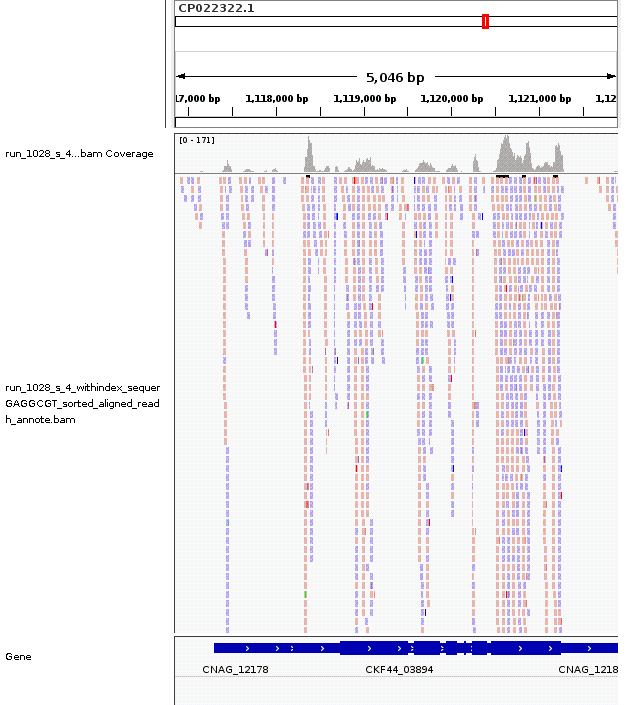 CP022322.1
5,046 bp
17,000 bp 1,118,000 bp 1,119,000 bp 1,120,000 bp 1,121,000 bp 1,12
[0 - 171]
run_1028_s_4...bam Coverage
run_1028_s_4_withindex_sequer
GAGGCGT_sorted_aligned_read
h_annote.bam
Gene
CNAG_12178 CKF44_03894 CNAG_1218